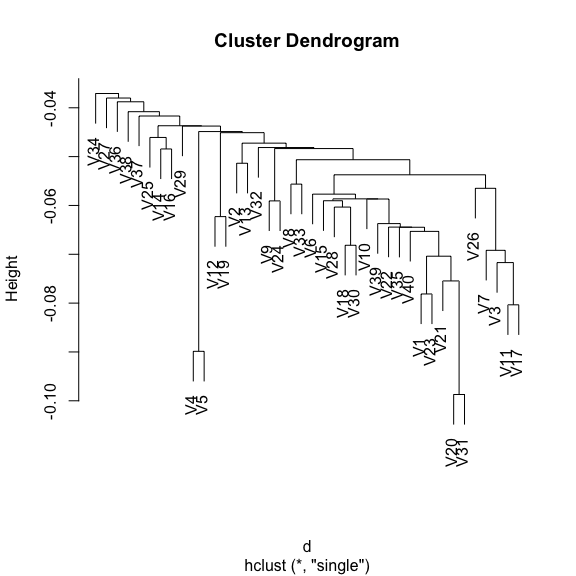 Cluster Dendrogram
Height
-0.04
-0.06
-0.08
-0.10
V34
V27
V36
V38
V37
V25
V14
V16
V29
V4
V5
V12
V19
V2
V13
V32
V9
V24
V8
V33
V6
V15
V28
V18
V30
V10
V39
V22
V35
V40
V1
V23
V21
V20
V31
V26
V7
V3
V11
V17
d
hclust (*, "single")